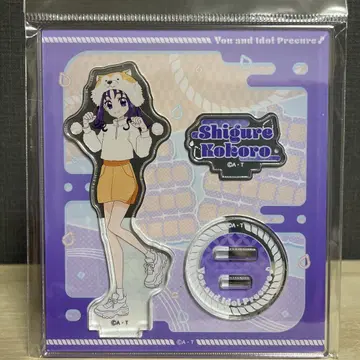 You and Idol Precure♪
Shigure
Kokoro
©A・T
©A・T
©A・T